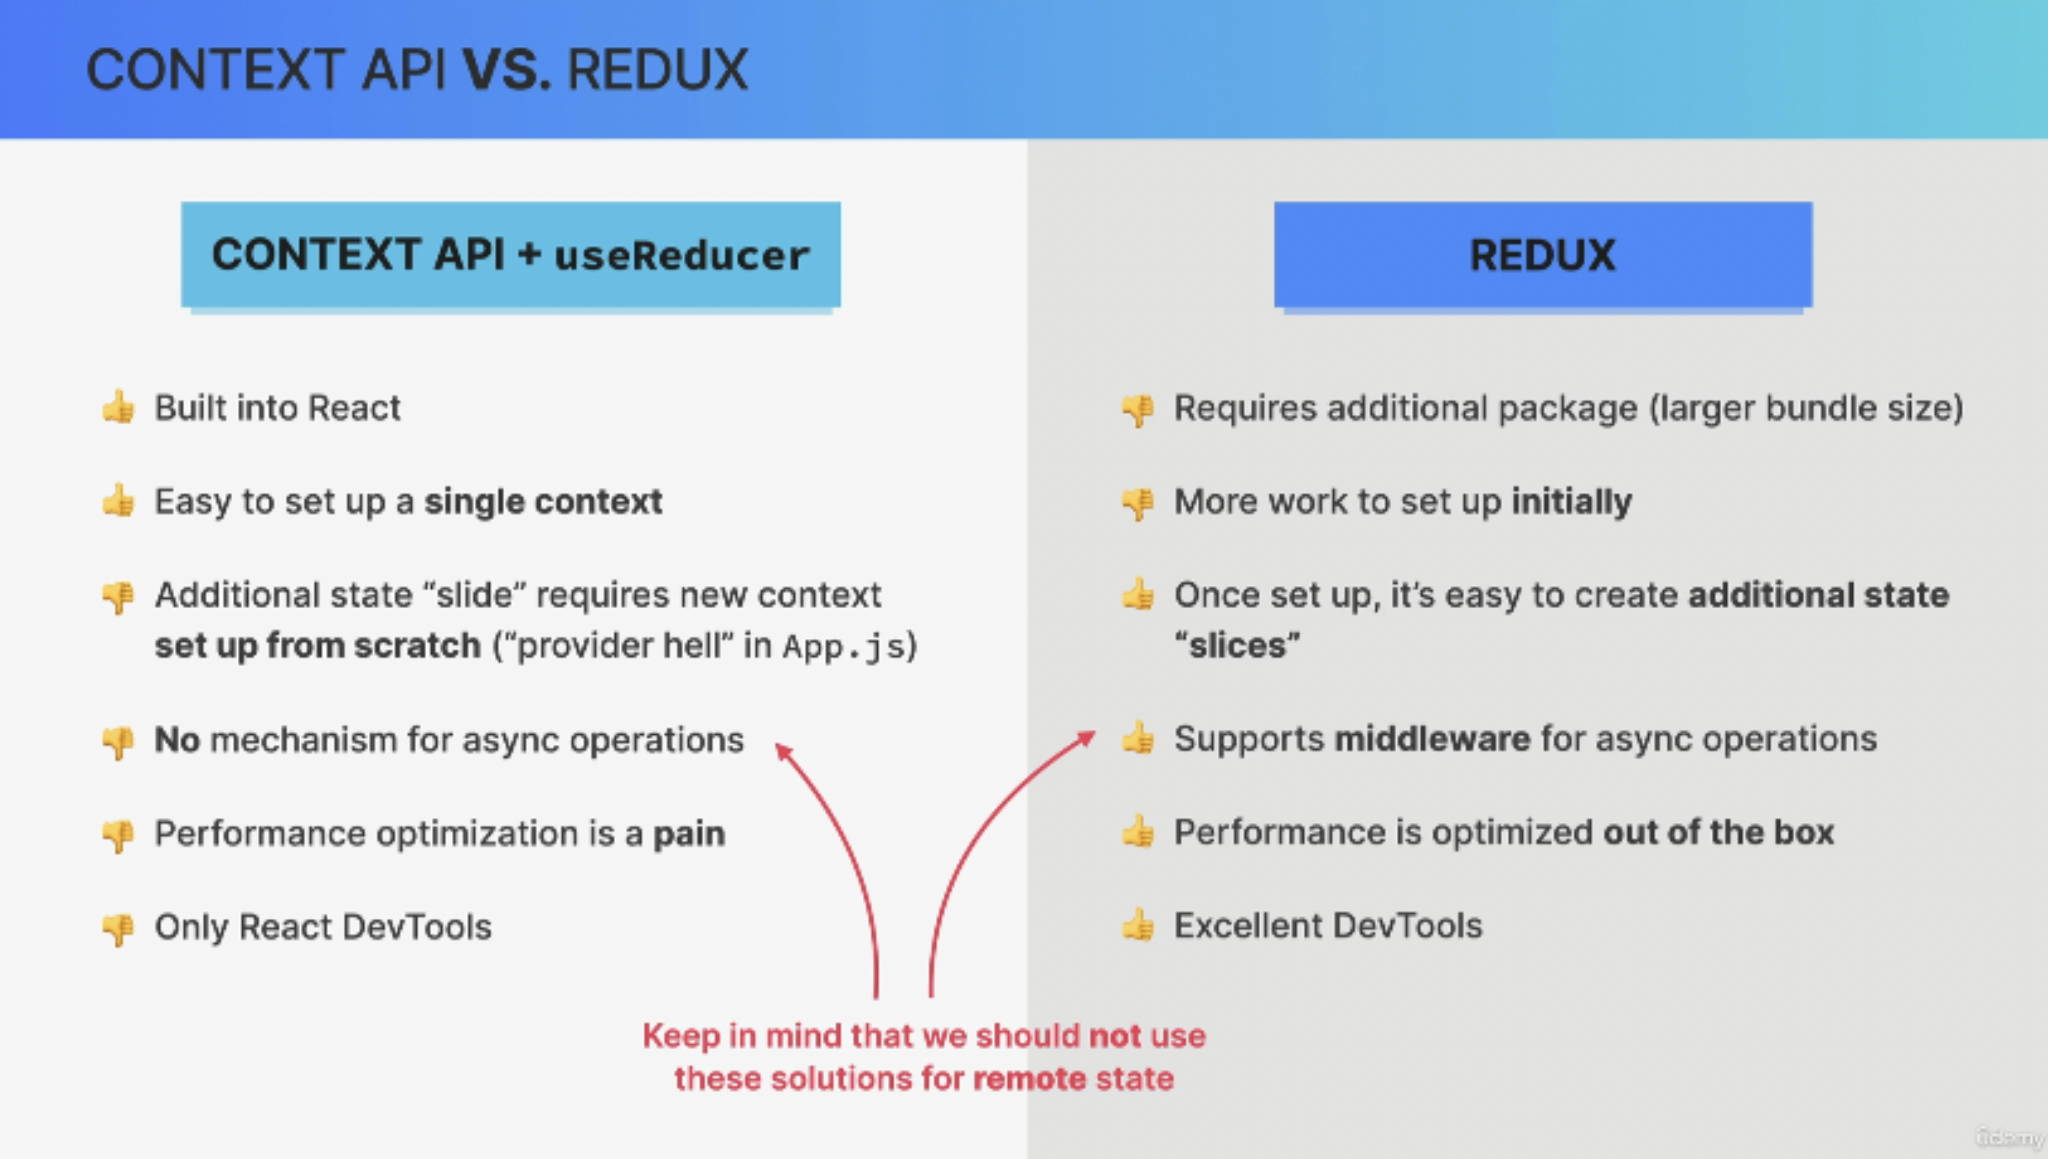 CONTEXT API VS. REDUX
CONTEXT API + useReducer
Built into React
Easy to set up a single context
Additional state “slide” requires new context
set up from scratch (“provider hell” in App.js)
No mechanism for async operations
Performance optimization is a pain
Only React DevTools
REDUX
Requires additional package (larger bundle size)
More work to set up initially
Once set up, it’s easy to create additional state
“slices”
Supports middleware for async operations
Performance is optimized out of the box
Excellent DevTools
Keep in mind that we should not use
these solutions for remote state
ûdemy